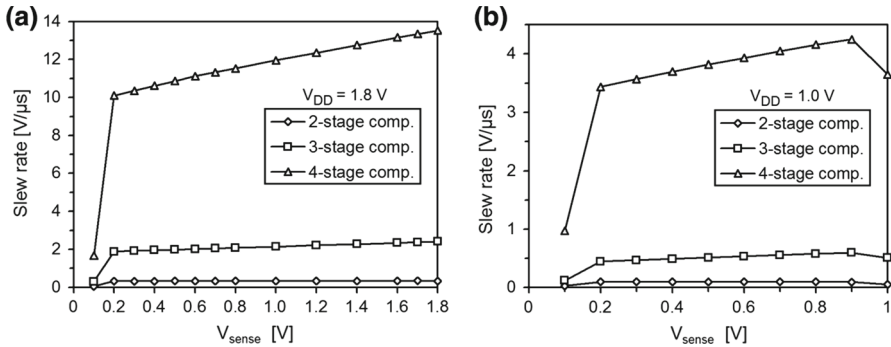 (a)
Slew rate [V/µs]
14
12
10
8
6
4
2
0
V_DD = 1.8 V
2-stage comp.
3-stage comp.
4-stage comp.
0 0.2 0.4 0.6 0.8 1.0 1.2 1.4 1.6 1.8
V_sense [V]
(b)
Slew rate [V/µs]
4
3
2
1
0
V_DD = 1.0 V
2-stage comp.
3-stage comp.
4-stage comp.
0 0.2 0.4 0.6 0.8 1
V_sense [V]